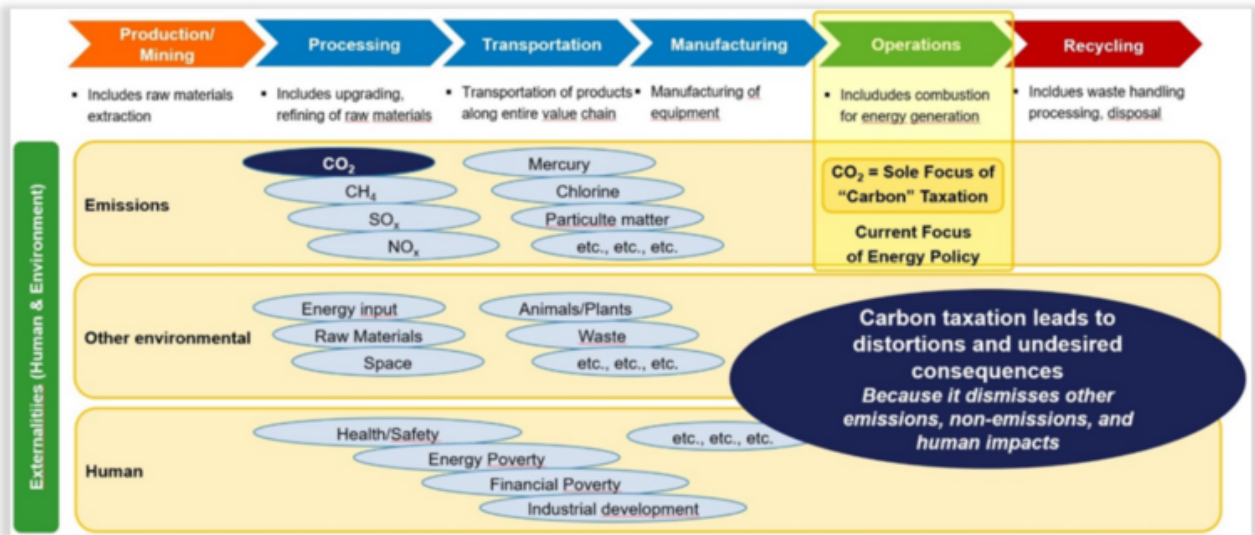 Production/
Mining
Processing
Transportation
Manufacturing
Operations
Recycling
▪ Includes raw materials
extraction
▪ Includes upgrading,
refining of raw materials
▪ Transportation of products
along entire value chain
▪ Manufacturing of
equipment
▪ Includudes combustion
for energy generation
▪ Incldues waste handling
processing, disposal
Externalitiies (Human & Environment)
Emissions
CO₂
CH₄
SOₓ
NOₓ
Mercury
Chlorine
Particulte matter
etc., etc., etc.
CO₂ = Sole Focus of
“Carbon” Taxation
Current Focus
of Energy Policy
Other environmental
Energy input
Raw Materials
Space
Animals/Plants
Waste
etc., etc., etc.
Carbon taxation leads to
distortions and undesired
consequences
Because it dismisses other
emissions, non-emissions, and
human impacts
Human
Health/Safety
Energy Poverty
Financial Poverty
Industrial development
etc., etc., etc.